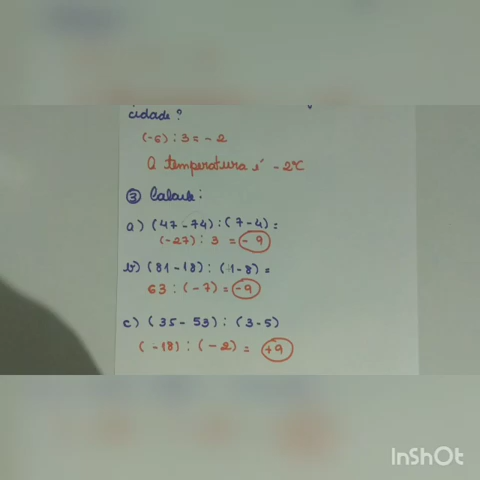 cidade?
(-6) : 3 = - 2
A temperatura é -2°C
③ Calcule:
a) (47 - 74) : (7 - 4) =
(-27) : 3 = - 9
b) (81 - 18) : (1 - 8) =
63 : (- 7) = -9
c) (35 - 53) : (3 - 5)
(-18) : (- 2) = +9
InShOt